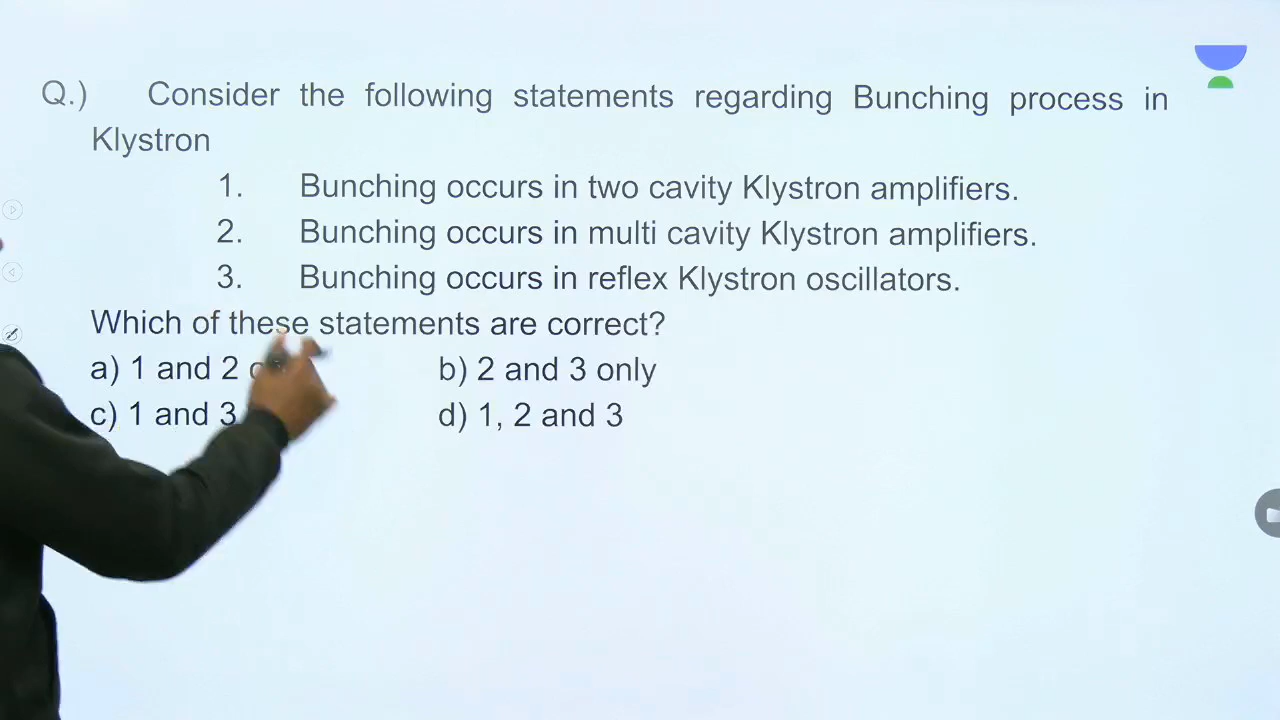 Q.) Consider the following statements regarding Bunching process in
Klystron
1. Bunching occurs in two cavity Klystron amplifiers.
2. Bunching occurs in multi cavity Klystron amplifiers.
3. Bunching occurs in reflex Klystron oscillators.
Which of these statements are correct?
a) 1 and 2 b) 2 and 3 only
c) 1 and 3 d) 1, 2 and 3